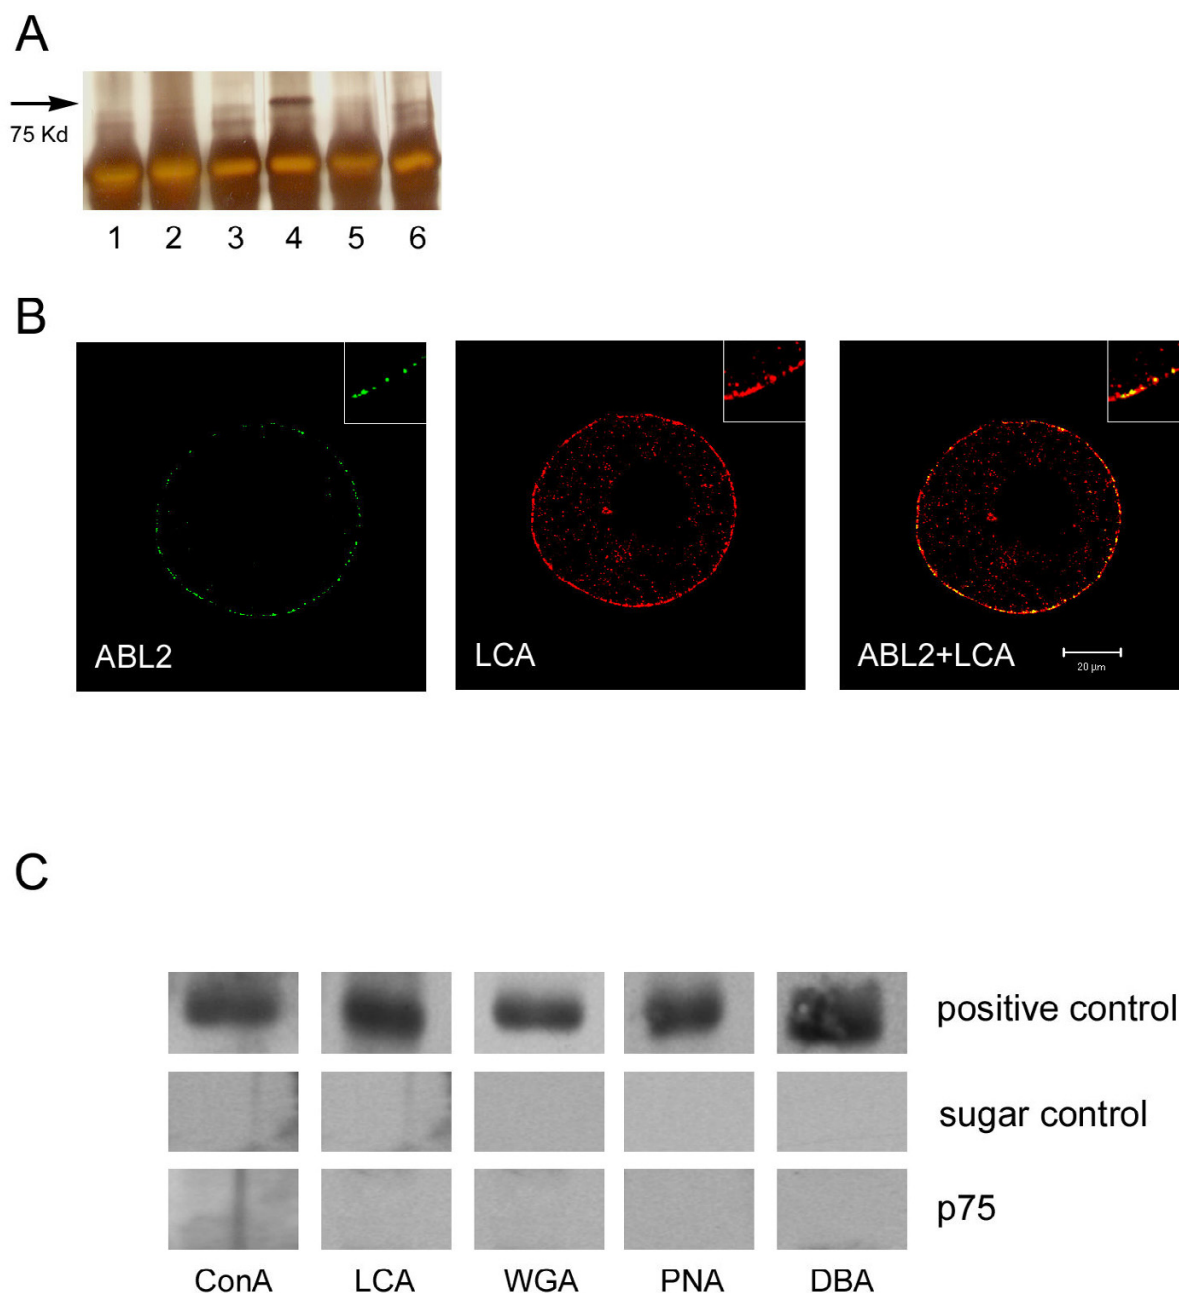 A
75 Kd
1 2 3 4 5 6
B
ABL2
LCA
ABL2+LCA
20 µm
C
positive control
sugar control
p75
ConA LCA WGA PNA DBA